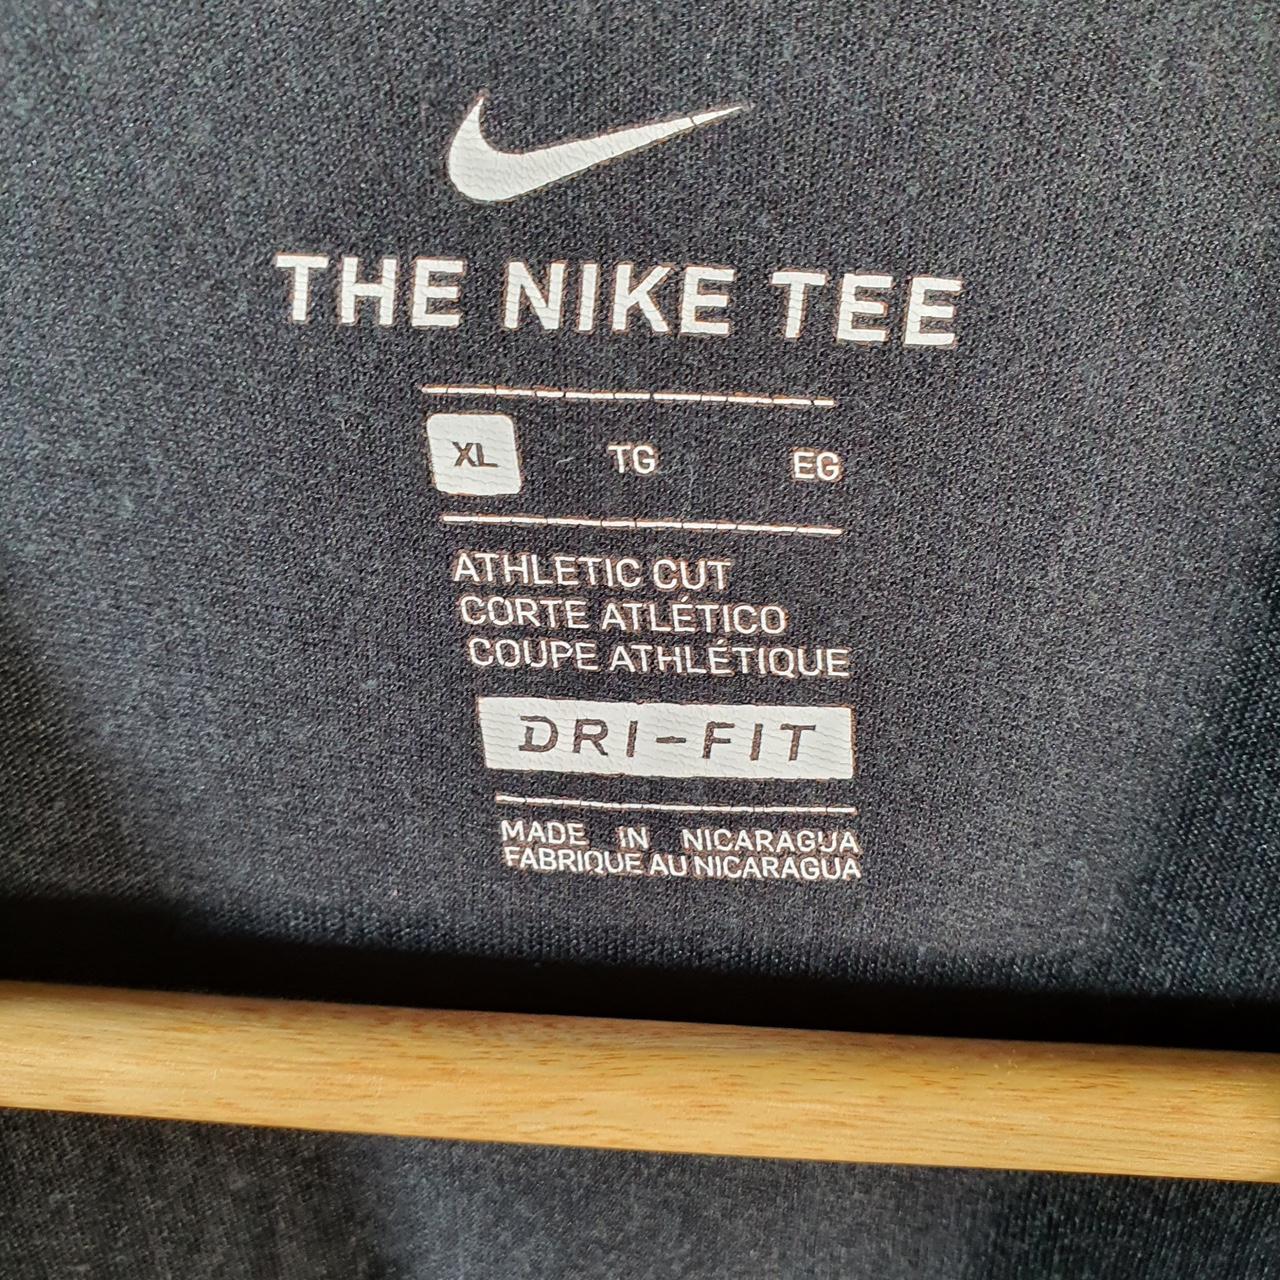 THE NIKE TEE
XL TG EG
ATHLETIC CUT
CORTE ATLÉTICO
COUPE ATHLÉTIQUE
DRI-FIT
MADE IN NICARAGUA
FABRIQUE AU NICARAGUA